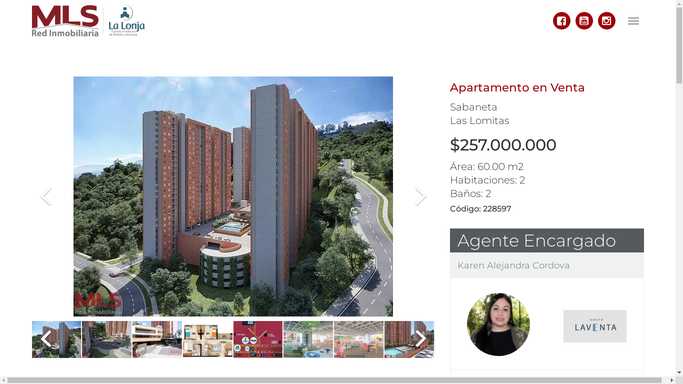 MLS
Red Inmobiliaria
La Lonja
Apartamento en Venta
Sabaneta
Las Lomitas
$257.000.000
Área: 60.00 m2
Habitaciones: 2
Baños: 2
Código: 228597
MLS
Agente Encargado
Karen Alejandra Cordova
LAVENTA